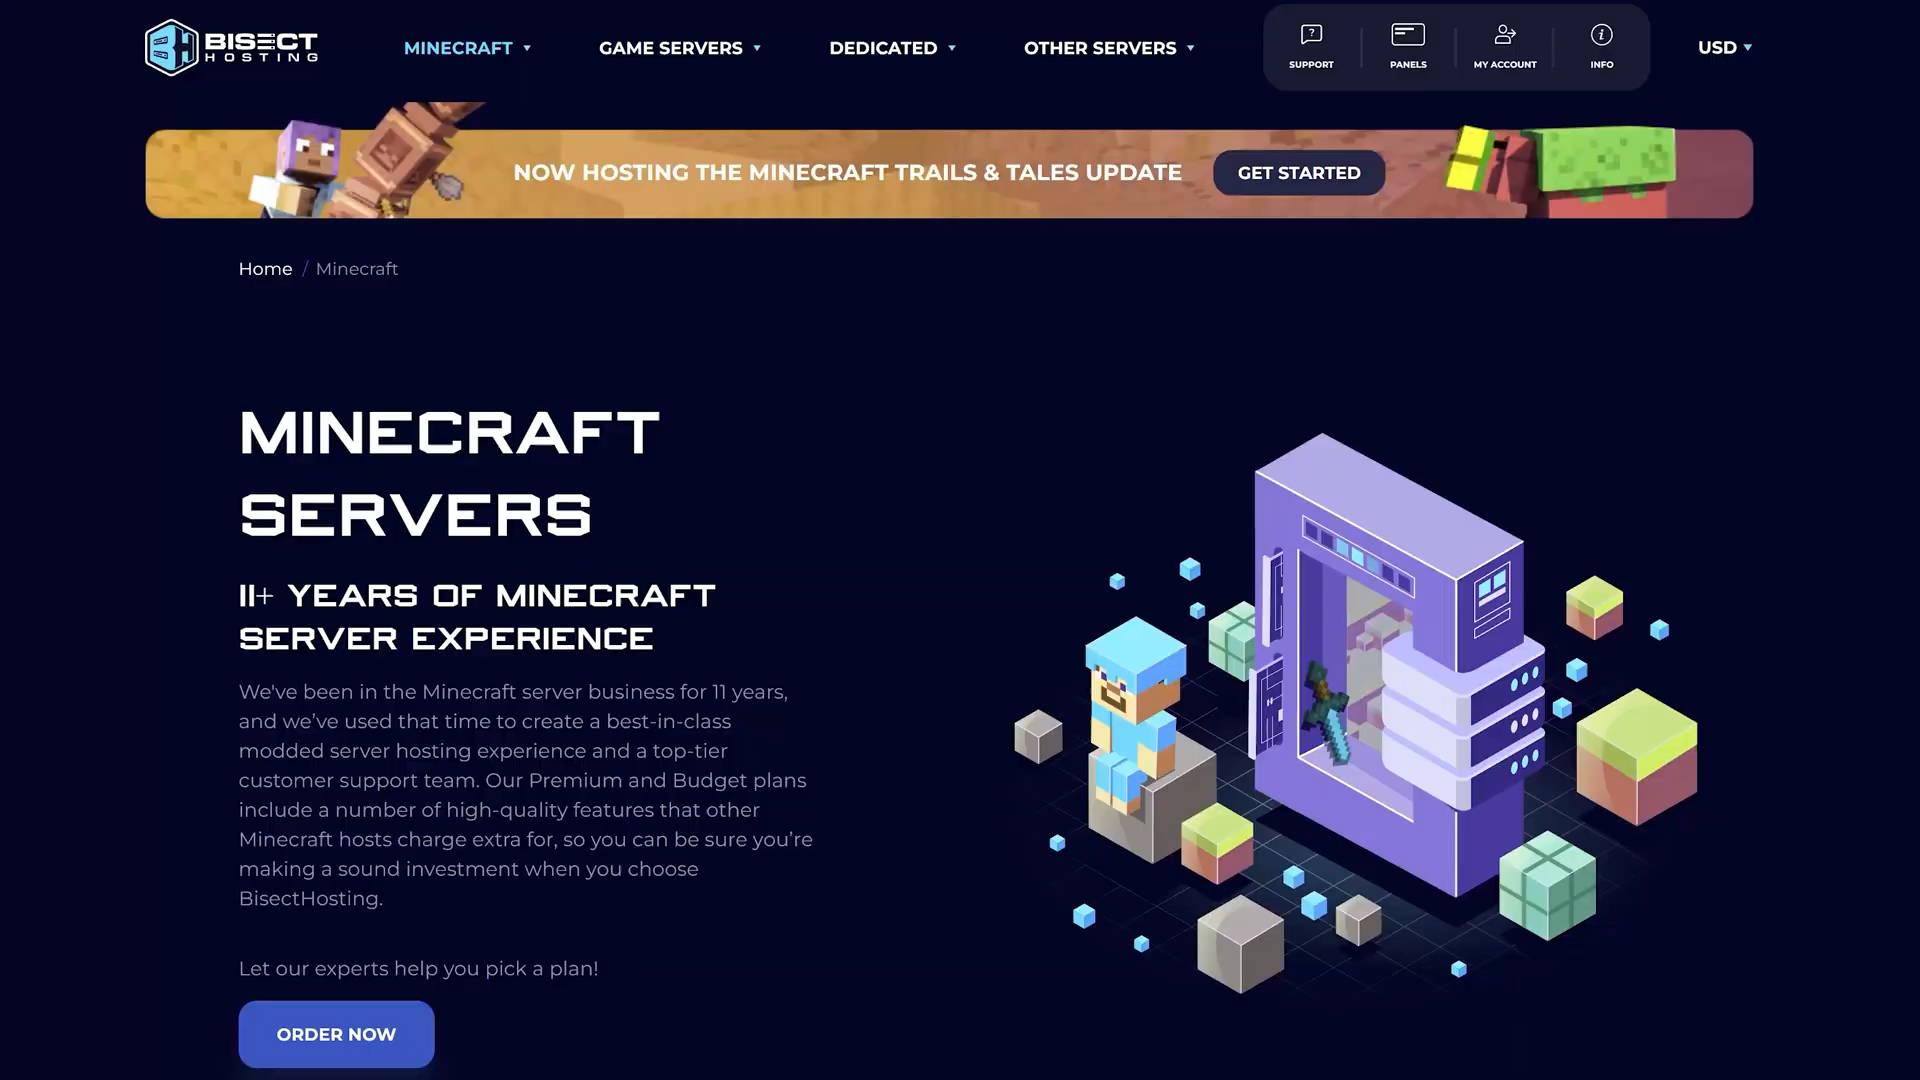 BISECT
HOSTING
MINECRAFT
GAME SERVERS
DEDICATED
OTHER SERVERS
SUPPORT
PANELS
MY ACCOUNT
INFO
USD
NOW HOSTING THE MINECRAFT TRAILS & TALES UPDATE
GET STARTED
Home / Minecraft
MINECRAFT
SERVERS
11+ YEARS OF MINECRAFT
SERVER EXPERIENCE
We've been in the Minecraft server business for 11 years,
and we’ve used that time to create a best-in-class
modded server hosting experience and a top-tier
customer support team. Our Premium and Budget plans
include a number of high-quality features that other
Minecraft hosts charge extra for, so you can be sure you’re
making a sound investment when you choose
BisectHosting.
Let our experts help you pick a plan!
ORDER NOW